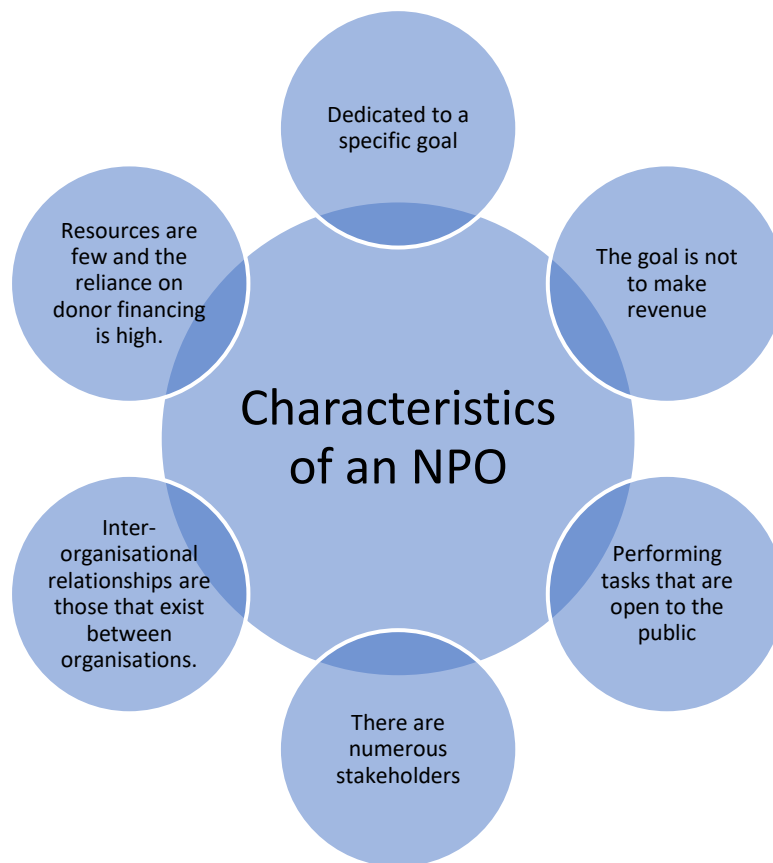 Dedicated to a
specific goal
The goal is not
to make
revenue
Performing
tasks that are
open to the
public
There are
numerous
stakeholders
Inter-
organisational
relationships are
those that exist
between
organisations.
Resources are
few and the
reliance on
donor financing
is high.
Characteristics
of an NPO